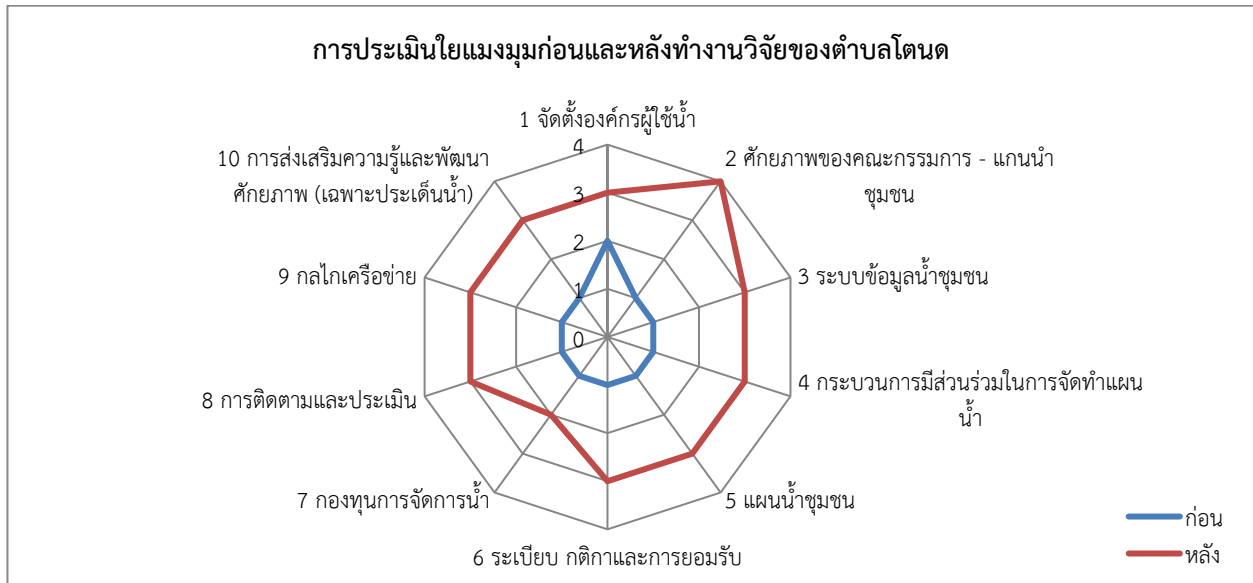 การประเมินใยแมงมุมก่อนและหลังทำงานวิจัยของตำบลโตนด
1 จัดตั้งองค์กรผู้ใช้น้ำ
2 ศักยภาพของคณะกรรมการ - แกนนำ
ชุมชน
3 ระบบข้อมูลน้ำชุมชน
4 กระบวนการมีส่วนร่วมในการจัดทำแผน
น้ำ
5 แผนน้ำชุมชน
6 ระเบียบ กติกาและการยอมรับ
7 กองทุนการจัดการน้ำ
8 การติดตามและประเมิน
9 กลไกเครือข่าย
10 การส่งเสริมความรู้และพัฒนา
ศักยภาพ (เฉพาะประเด็นน้ำ)
4
3
2
1
0
ก่อน
หลัง